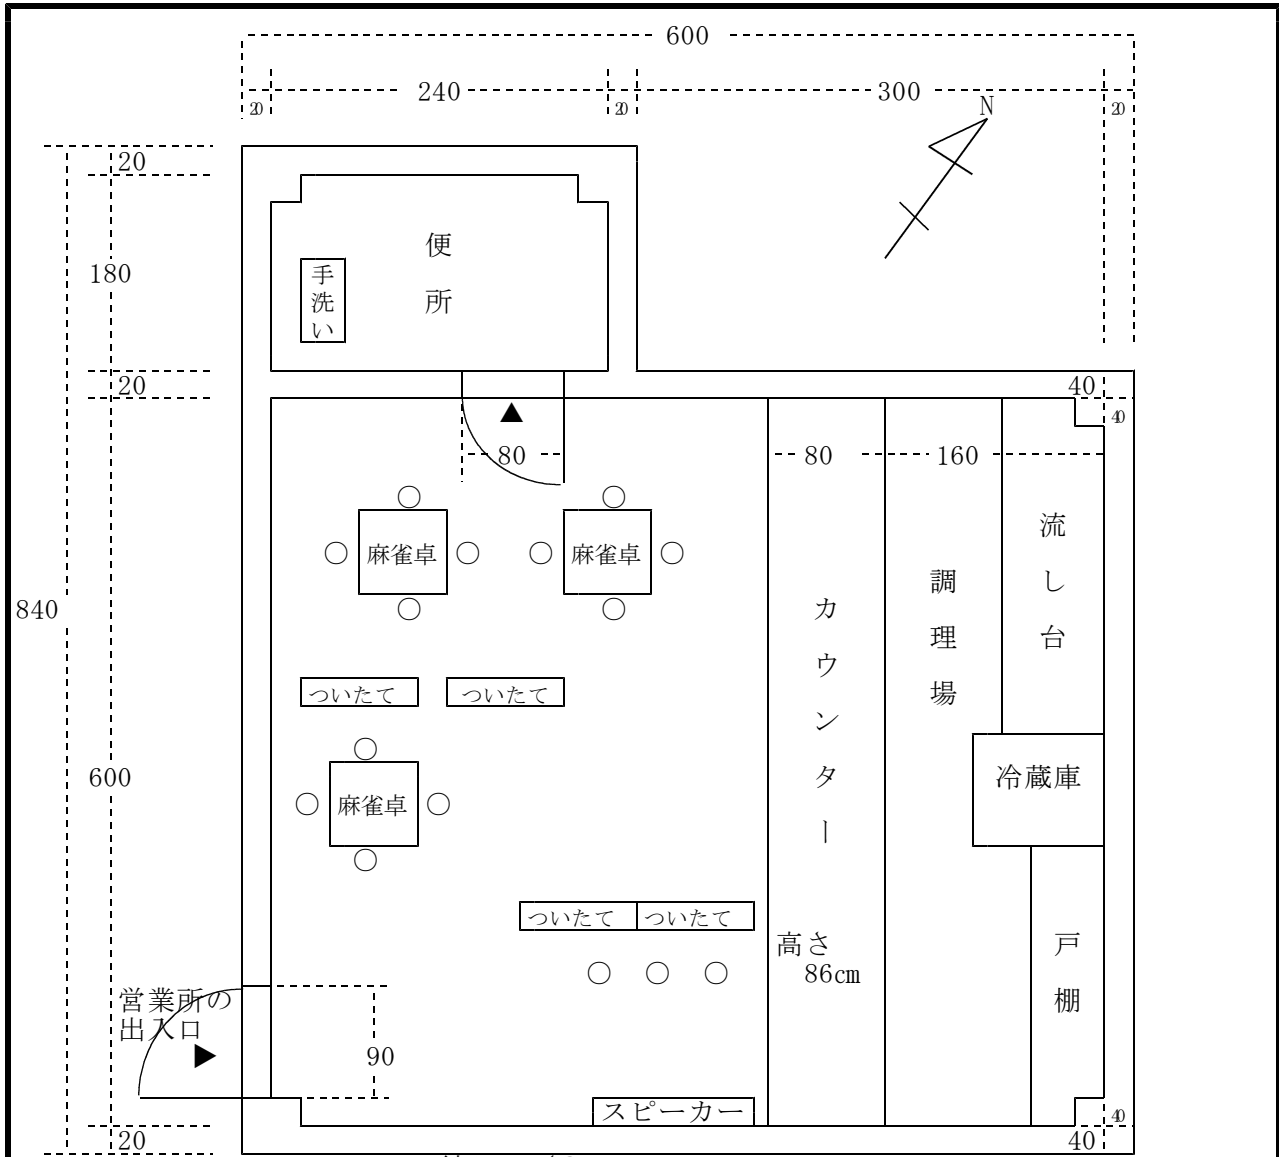 600
20
240
20
300
20
N
20
180
20
840
600
20
便所
手洗い
40
40
80
80
160
麻雀卓
麻雀卓
流し台
調理場
カウンター
ついたて
ついたて
麻雀卓
冷蔵庫
ついたて
ついたて
高さ
86cm
戸棚
営業所の
出入口
90
スピーカー
40
40